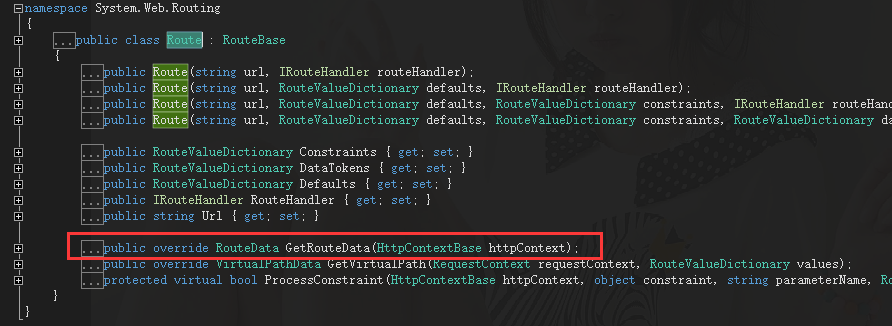 namespace System.Web.Routing
{
...public class Route : RouteBase
{
...public Route(string url, IRouteHandler routeHandler);
...public Route(string url, RouteValueDictionary defaults, IRouteHandler routeHandler);
...public Route(string url, RouteValueDictionary defaults, RouteValueDictionary constraints, IRouteHandler routeHand
...public Route(string url, RouteValueDictionary defaults, RouteValueDictionary constraints, RouteValueDictionary da
...public RouteValueDictionary Constraints { get; set; }
...public RouteValueDictionary DataTokens { get; set; }
...public RouteValueDictionary Defaults { get; set; }
...public IRouteHandler RouteHandler { get; set; }
...public string Url { get; set; }
...public override RouteData GetRouteData(HttpContextBase httpContext);
...public override VirtualPathData GetVirtualPath(RequestContext requestContext, RouteValueDictionary values);
...protected virtual bool ProcessConstraint(HttpContextBase httpContext, object constraint, string parameterName, Ro
}
}